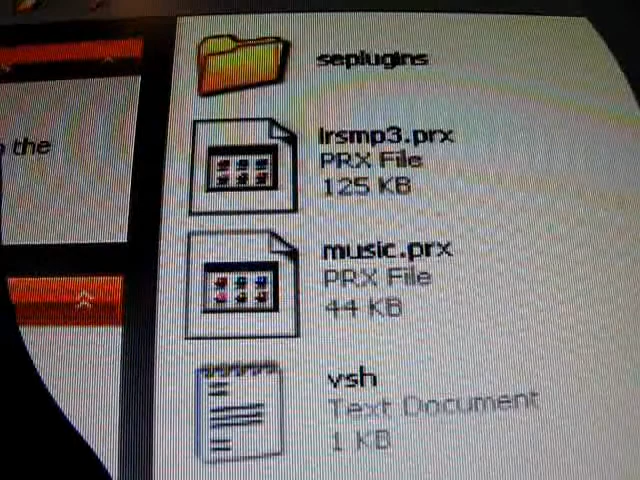 seplugins
lrsmp3.prx
PRX File
125 KB
music.prx
PRX File
44 KB
vsh
Text Document
1 KB
the